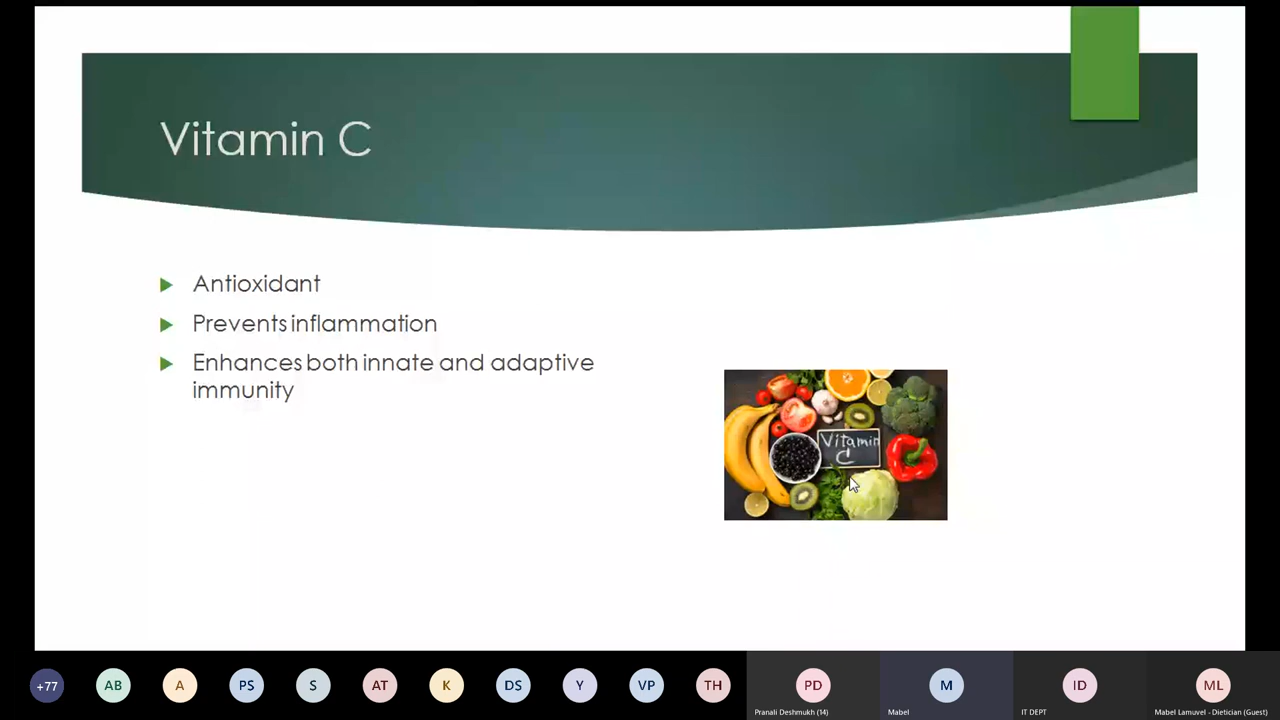 Vitamin C
Antioxidant
Prevents inflammation
Enhances both innate and adaptive
immunity
Vitamin
C
+77
AB
A
PS
S
AT
K
DS
Y
VP
TH
PD
M
ID
ML
Pranali Deshmukh (14)
Mabel
IT DEPT
Mabel Lamuvel - Dietician (Guest)